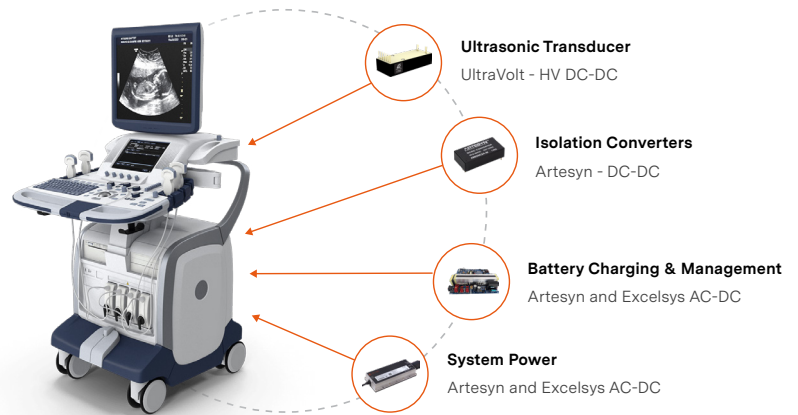 Ultrasonic Transducer
UltraVolt - HV DC-DC
Isolation Converters
Artesyn - DC-DC
Battery Charging & Management
Artesyn and Excelsys AC-DC
System Power
Artesyn and Excelsys AC-DC